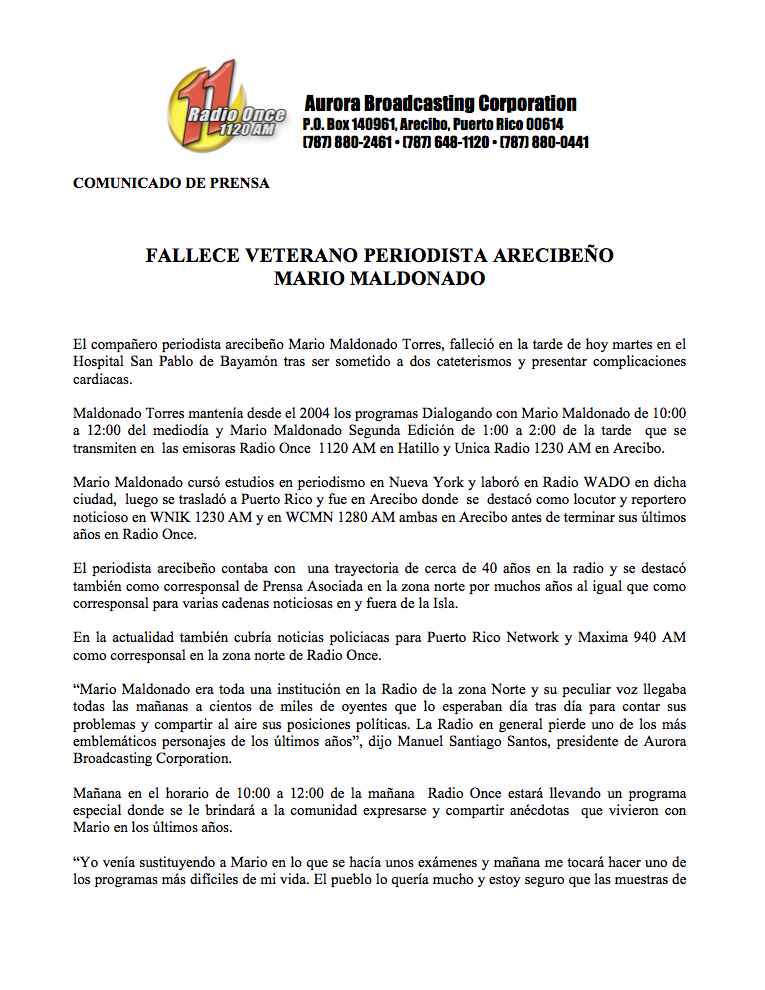 11
Radio Once
1120 AM
Aurora Broadcasting Corporation
P.O. Box 140961, Arecibo, Puerto Rico 00614
(787) 880-2461 • (787) 648-1120 • (787) 880-0441
COMUNICADO DE PRENSA
FALLECE VETERANO PERIODISTA ARECIBEÑO
MARIO MALDONADO
El compañero periodista arecibeño Mario Maldonado Torres, falleció en la tarde de hoy martes en el
Hospital San Pablo de Bayamón tras ser sometido a dos cateterismos y presentar complicaciones
cardiacas.
Maldonado Torres mantenía desde el 2004 los programas Dialogando con Mario Maldonado de 10:00
a 12:00 del mediodía y Mario Maldonado Segunda Edición de 1:00 a 2:00 de la tarde que se
transmiten en las emisoras Radio Once 1120 AM en Hatillo y Unica Radio 1230 AM en Arecibo.
Mario Maldonado cursó estudios en periodismo en Nueva York y laboró en Radio WADO en dicha
ciudad, luego se trasladó a Puerto Rico y fue en Arecibo donde se destacó como locutor y reportero
noticioso en WNIK 1230 AM y en WCMN 1280 AM ambas en Arecibo antes de terminar sus últimos
años en Radio Once.
El periodista arecibeño contaba con una trayectoria de cerca de 40 años en la radio y se destacó
también como corresponsal de Prensa Asociada en la zona norte por muchos años al igual que como
corresponsal para varias cadenas noticiosas en y fuera de la Isla.
En la actualidad también cubría noticias policiacas para Puerto Rico Network y Maxima 940 AM
como corresponsal en la zona norte de Radio Once.
“Mario Maldonado era toda una institución en la Radio de la zona Norte y su peculiar voz llegaba
todas las mañanas a cientos de miles de oyentes que lo esperaban día tras día para contar sus
problemas y compartir al aire sus posiciones políticas. La Radio en general pierde uno de los más
emblemáticos personajes de los últimos años”, dijo Manuel Santiago Santos, presidente de Aurora
Broadcasting Corporation.
Mañana en el horario de 10:00 a 12:00 de la mañana Radio Once estará llevando un programa
especial donde se le brindará a la comunidad expresarse y compartir anécdotas que vivieron con
Mario en los últimos años.
“Yo venía sustituyendo a Mario en lo que se hacía unos exámenes y mañana me tocará hacer uno de
los programas más difíciles de mi vida. El pueblo lo quería mucho y estoy seguro que las muestras de